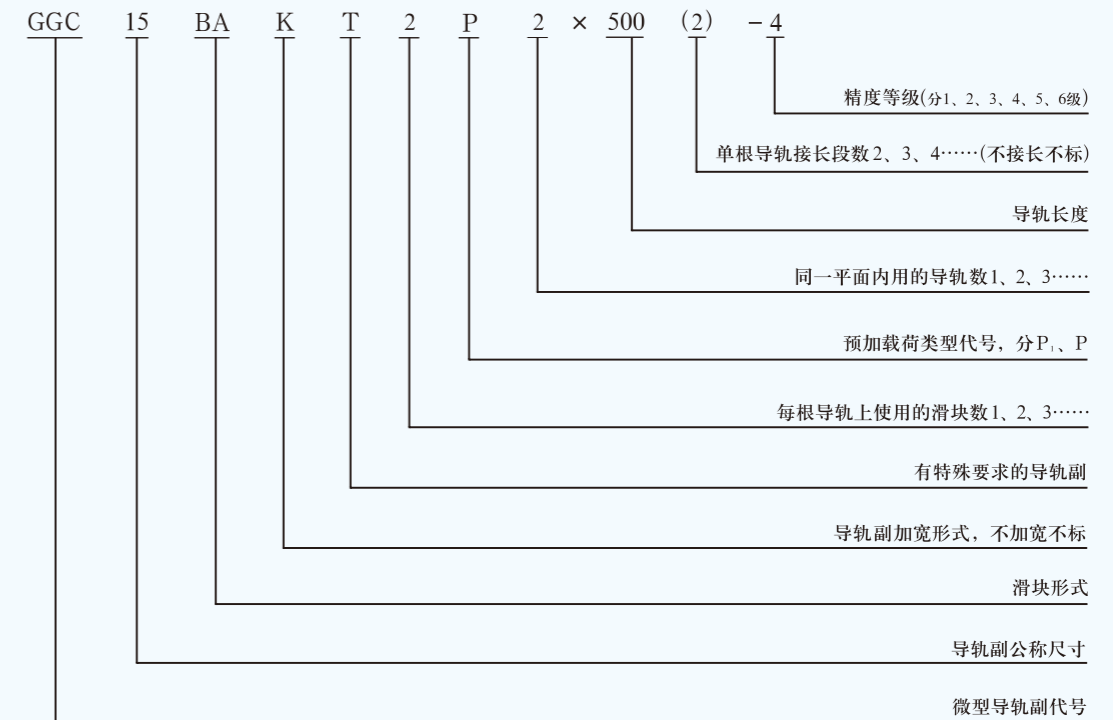 GGC 15 BA K T 2 P 2 × 500 (2) -4
精度等级(分1、2、3、4、5、6级)
单根导轨接长段数2、3、4……(不接长不标)
导轨长度
同一平面内用的导轨数1、2、3……
预加载荷类型代号，分P₁、P
每根导轨上使用的滑块数1、2、3……
有特殊要求的导轨副
导轨副加宽形式，不加宽不标
滑块形式
导轨副公称尺寸
微型导轨副代号